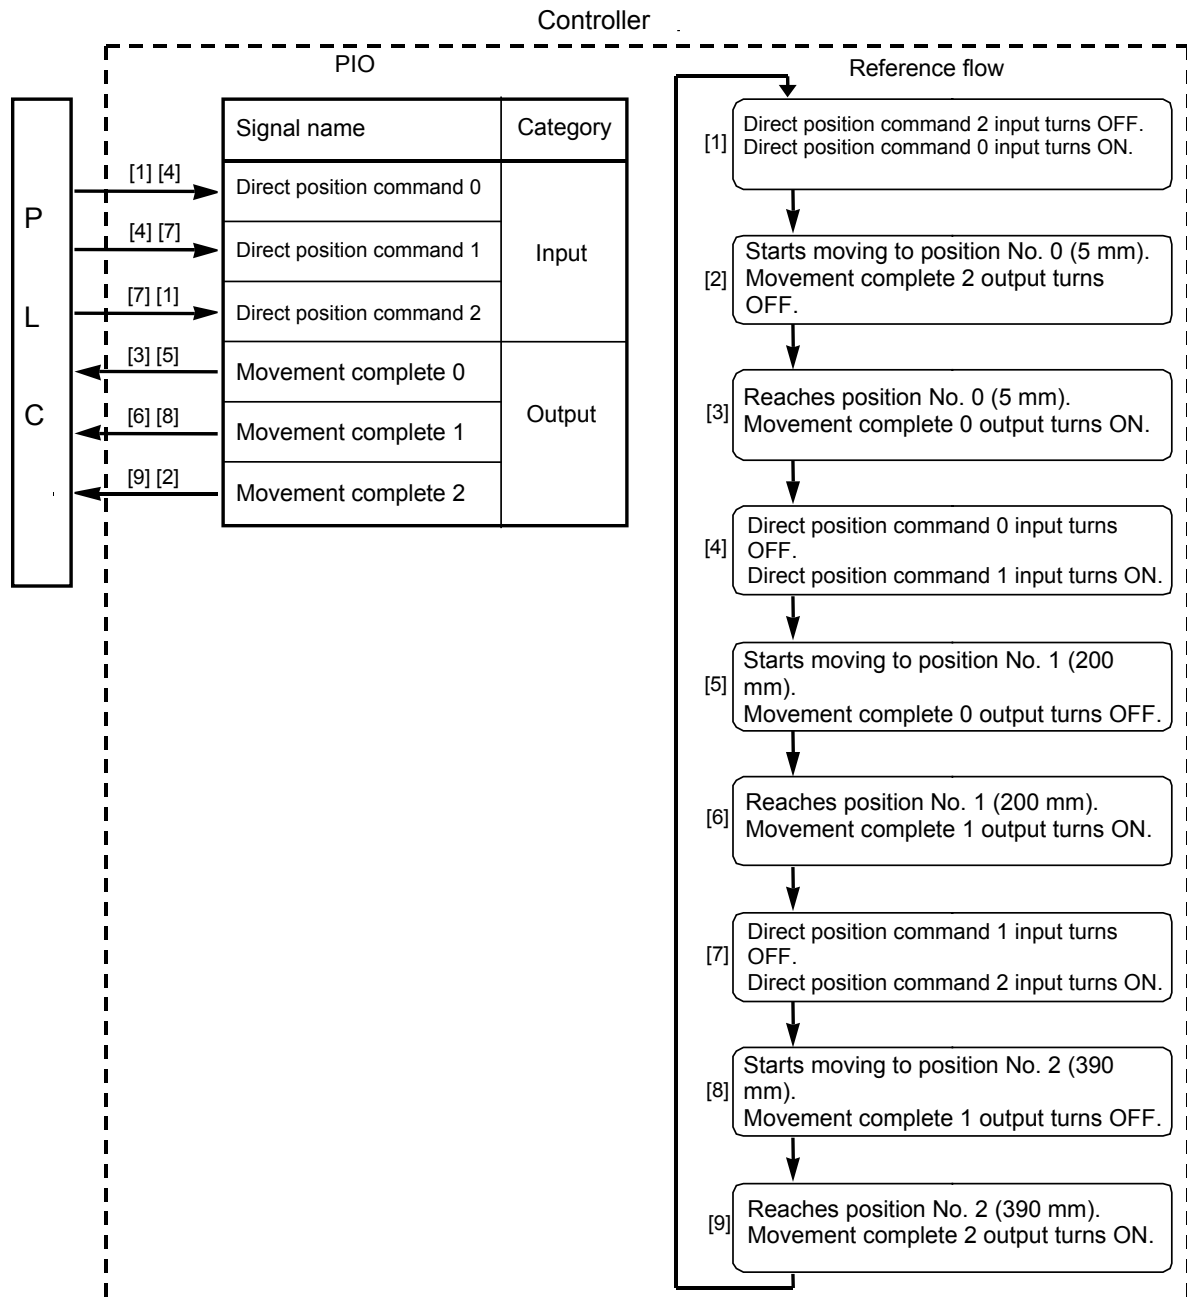 Controller
PIO
Reference flow
P
L
C
Signal name
Category
[1] [4]
Direct position command 0
[4] [7]
Direct position command 1
Input
[7] [1]
Direct position command 2
[3] [5]
Movement complete 0
[6] [8]
Movement complete 1
Output
[9] [2]
Movement complete 2
[1]
Direct position command 2 input turns OFF.
Direct position command 0 input turns ON.
[2]
Starts moving to position No. 0 (5 mm).
Movement complete 2 output turns
OFF.
[3]
Reaches position No. 0 (5 mm).
Movement complete 0 output turns ON.
[4]
Direct position command 0 input turns
OFF.
Direct position command 1 input turns ON.
[5]
Starts moving to position No. 1 (200
mm).
Movement complete 0 output turns OFF.
[6]
Reaches position No. 1 (200 mm).
Movement complete 1 output turns ON.
[7]
Direct position command 1 input turns
OFF.
Direct position command 2 input turns ON.
[8]
Starts moving to position No. 2 (390
mm).
Movement complete 1 output turns OFF.
[9]
Reaches position No. 2 (390 mm).
Movement complete 2 output turns ON.